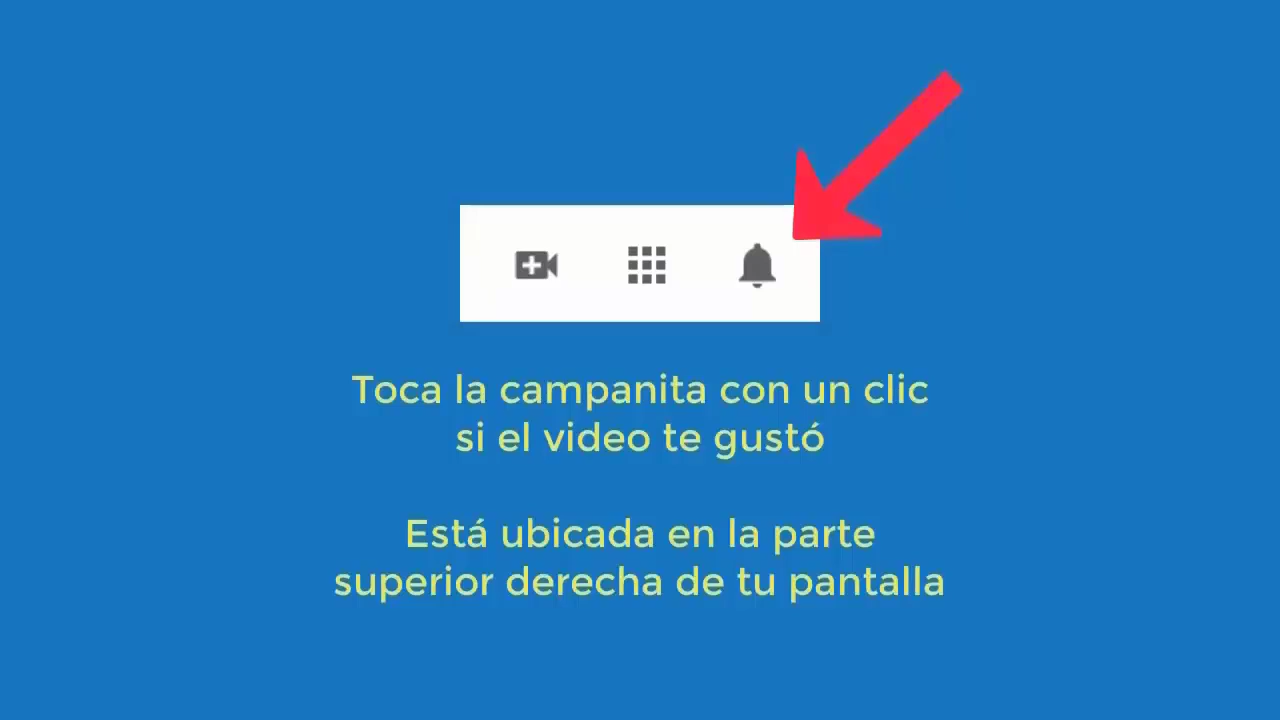 Toca la campanita con un clic
si el video te gustó
Está ubicada en la parte
superior derecha de tu pantalla